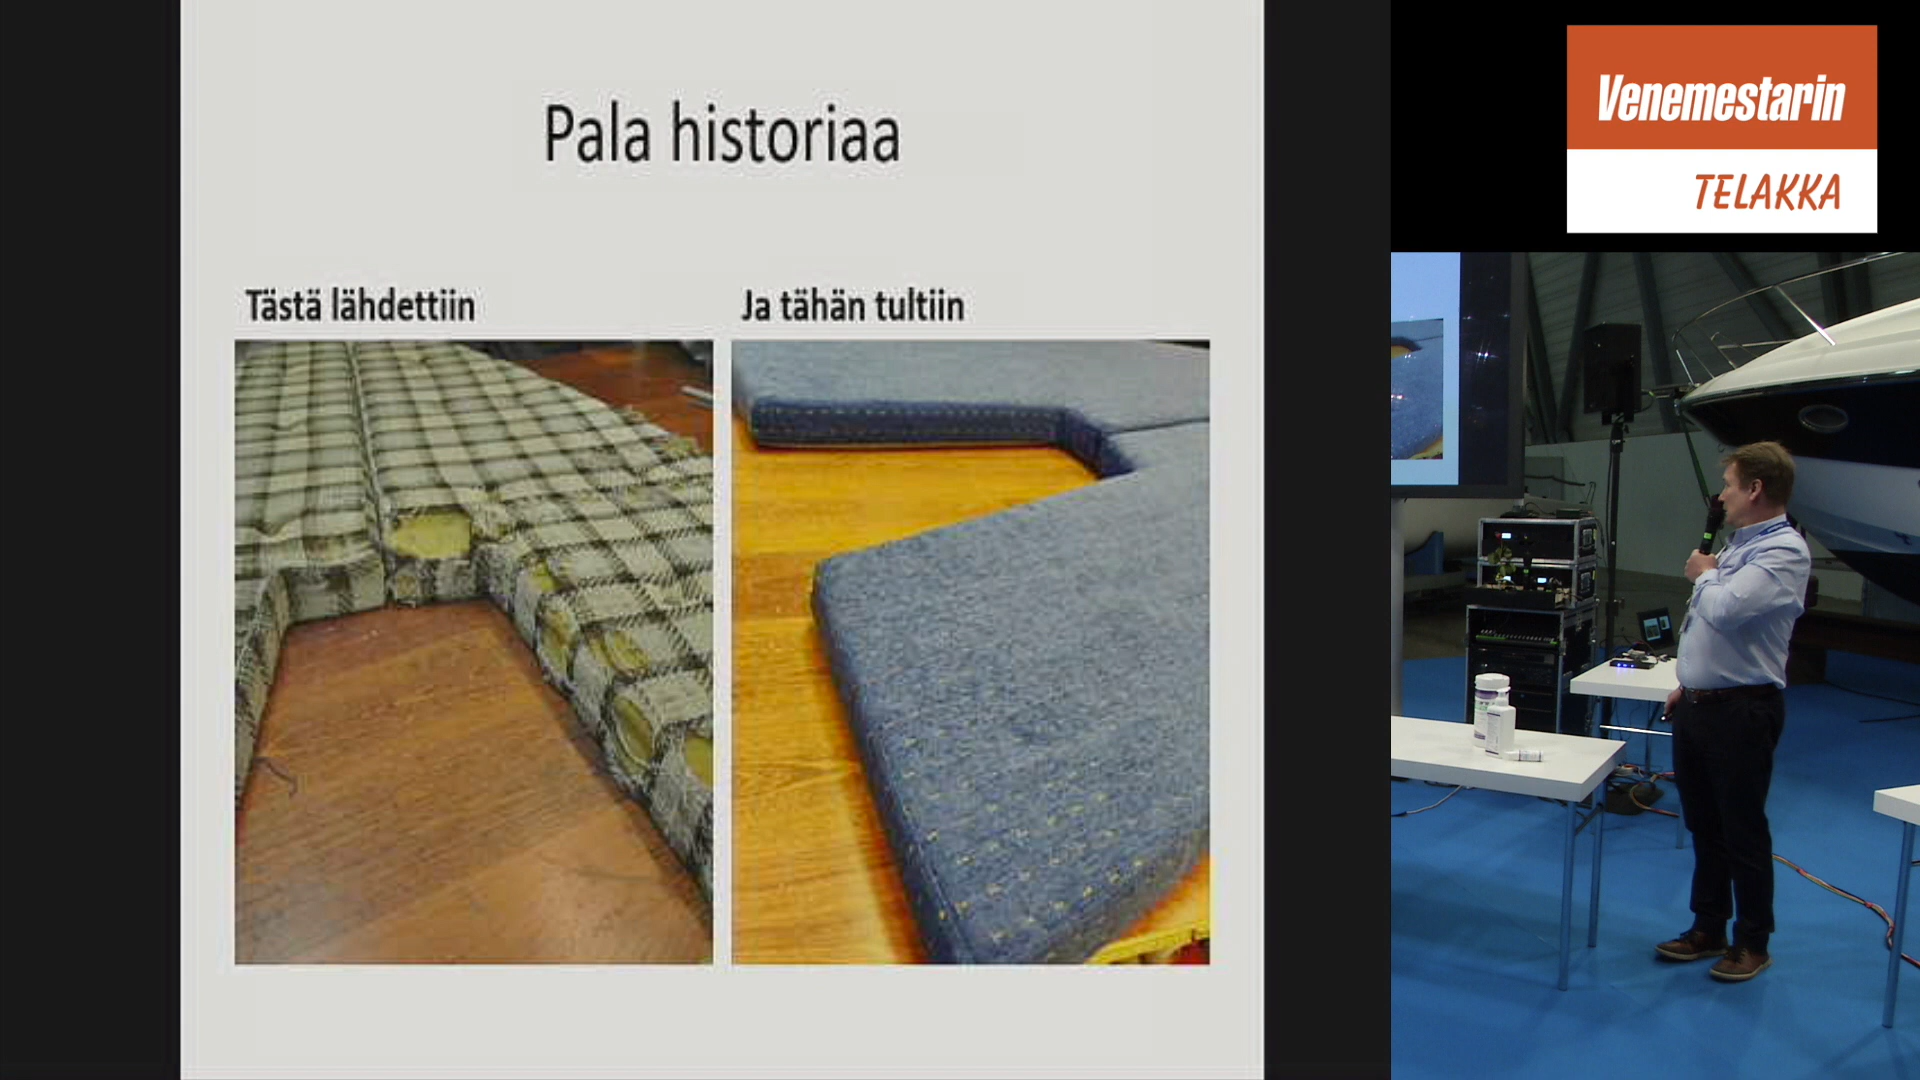 Pala historiaa
Tästä lähdettiin
Ja tähän tultiin
Venemestarin
TELAKKA